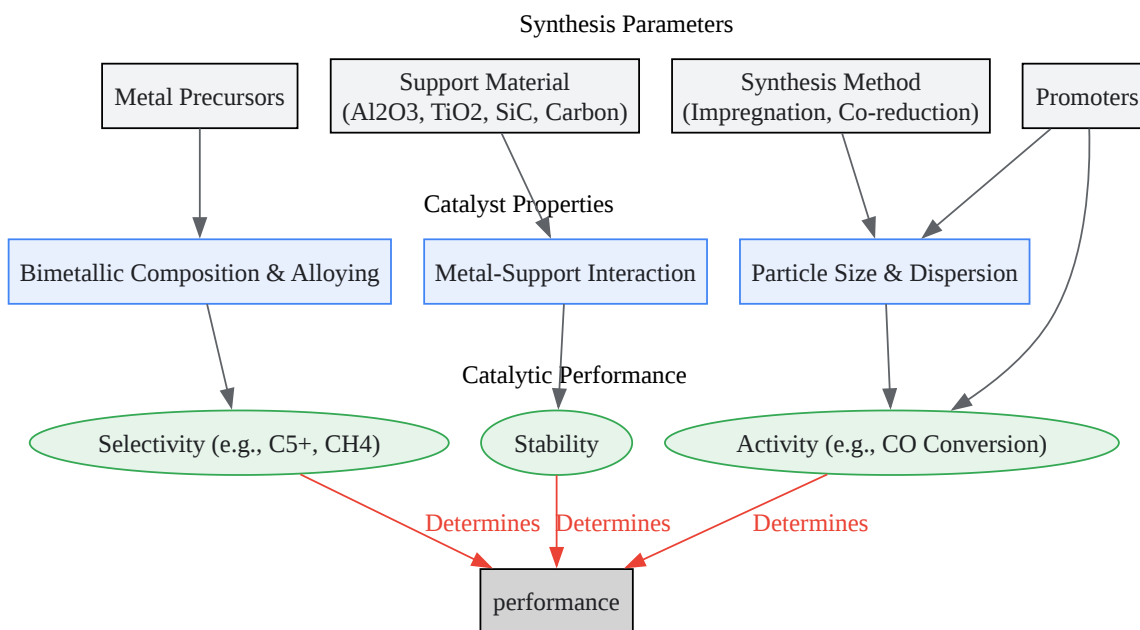 Synthesis Parameters
Metal Precursors
Support Material
(Al2O3, TiO2, SiC, Carbon)
Synthesis Method
(Impregnation, Co-reduction)
Promoters
Catalyst Properties
Bimetallic Composition & Alloying
Metal-Support Interaction
Particle Size & Dispersion
Catalytic Performance
Selectivity (e.g., C5+, CH4)
Stability
Activity (e.g., CO Conversion)
Determines
Determines
Determines
performance